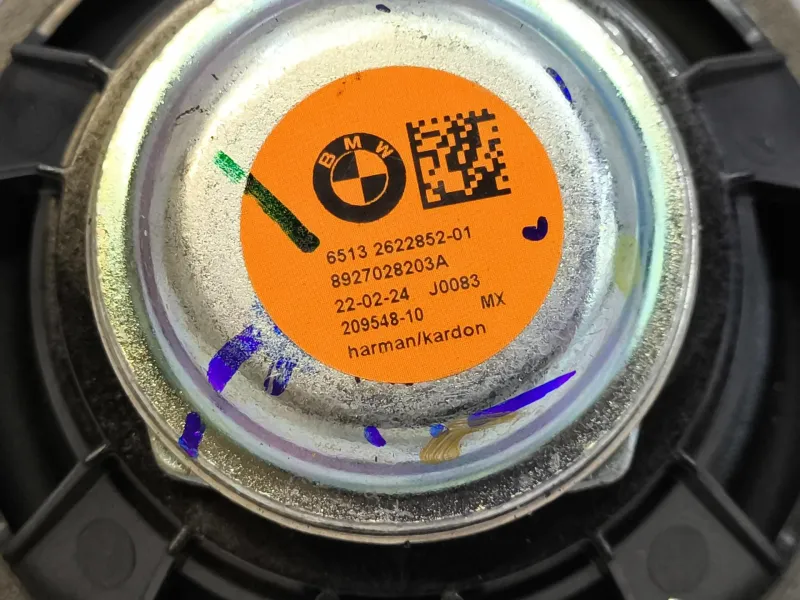 BMW
6513 2622852-01
8927028203A
22-02-24 J0083
209548-10 MX
harman/kardon